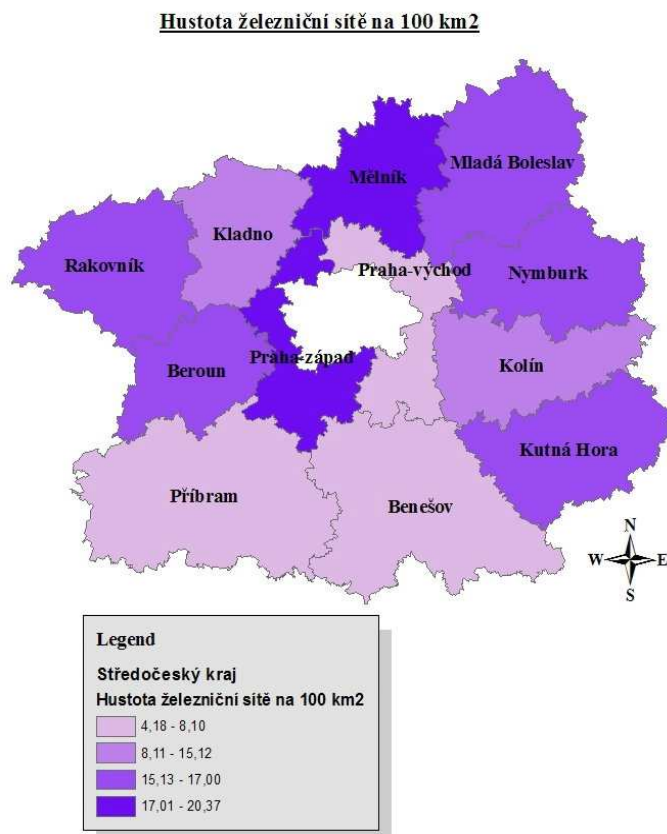 Hustota železniční sítě na 100 km2
Mělník
Mladá Boleslav
Kladno
Rakovník
Praha-východ
Nymburk
Praha-západ
Beroun
Kolín
Kutná Hora
Příbram
Benešov
N
W E
S
Legend
Středočeský kraj
Hustota železniční sítě na 100 km2
4,18 - 8,10
8,11 - 15,12
15,13 - 17,00
17,01 - 20,37